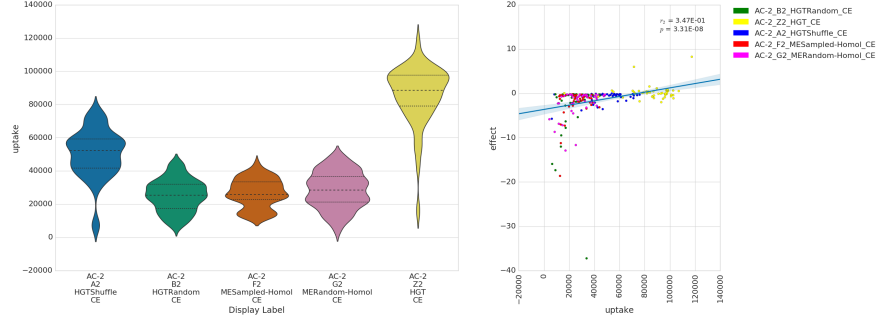 140000
120000
100000
80000
60000
40000
20000
0
−20000
uptake
AC-2
A2
HGTShuffle
CE
AC-2
B2
HGTRandom
CE
AC-2
F2
MESampled-Homol
CE
AC-2
G2
MERandom-Homol
CE
AC-2
Z2
HGT
CE
Display Label
20
10
0
−10
−20
−30
−40
effect
r₂ = 3.47E-01
p = 3.31E-08
−20000
0
20000
40000
60000
80000
100000
120000
140000
uptake
AC-2_B2_HGTRandom_CE
AC-2_Z2_HGT_CE
AC-2_A2_HGTShuffle_CE
AC-2_F2_MESampled-Homol_CE
AC-2_G2_MERandom-Homol_CE